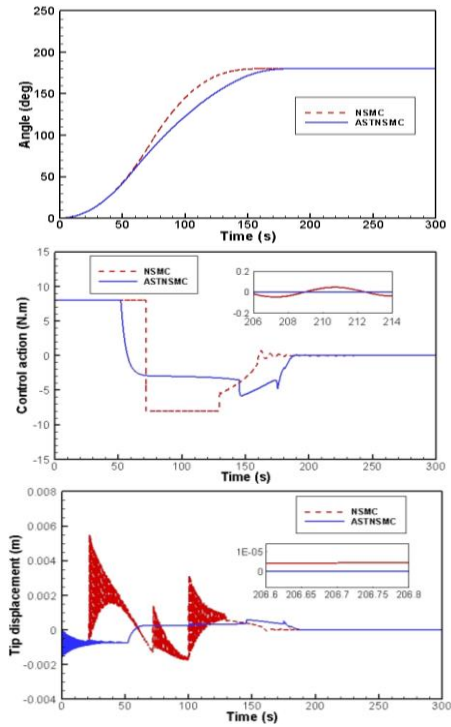 250
200
150
100
50
0
Angle (deg)
NSMC
ASTNSMC
0 50 100 150 200 250 300
Time (s)
15
10
5
0
-5
-10
-15
Control action (N.m)
NSMC
ASTNSMC
0.2
0
-0.2
206 208 210 212 214
0 50 100 150 200 250 300
Time (s)
0.008
0.006
0.004
0.002
0
-0.002
-0.004
Tip displacement (m)
NSMC
ASTNSMC
1E-05
0
206.6 206.65 206.7 206.75 206.8
0 50 100 150 200 250 300
Time (s)